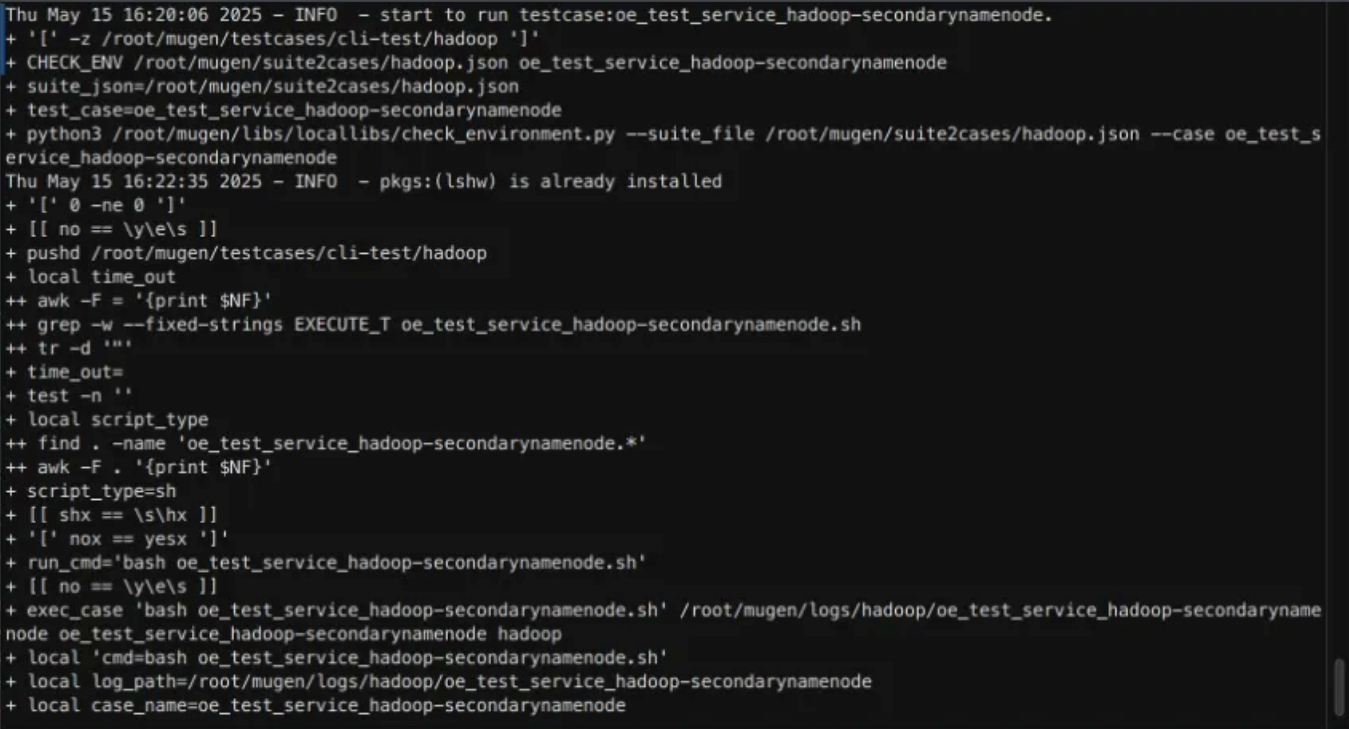 Thu May 15 16:20:06 2025 - INFO  - start to run testcase:oe_test_service_hadoop-secondarynamenode.
+ '[' -z /root/mugen/testcases/cli-test/hadoop ']'
+ CHECK_ENV /root/mugen/suite2cases/hadoop.json oe_test_service_hadoop-secondarynamenode
+ suite_json=/root/mugen/suite2cases/hadoop.json
+ test_case=oe_test_service_hadoop-secondarynamenode
+ python3 /root/mugen/libs/locallibs/check_environment.py --suite_file /root/mugen/suite2cases/hadoop.json --case oe_test_s
ervice_hadoop-secondarynamenode
Thu May 15 16:22:35 2025 - INFO  - pkgs:(lshw) is already installed
+ '[' 0 -ne 0 ']'
+ [[ no == \y\e\s ]]
+ pushd /root/mugen/testcases/cli-test/hadoop
+ local time_out
++ awk -F = '{print $NF}'
++ grep -w --fixed-strings EXECUTE_T oe_test_service_hadoop-secondarynamenode.sh
++ tr -d '"'
+ time_out=
+ test -n ''
+ local script_type
++ find . -name 'oe_test_service_hadoop-secondarynamenode.*'
++ awk -F . '{print $NF}'
+ script_type=sh
+ [[ shx == \s\hx ]]
+ '[' nox == yesx ']'
+ run_cmd='bash oe_test_service_hadoop-secondarynamenode.sh'
+ [[ no == \y\e\s ]]
+ exec_case 'bash oe_test_service_hadoop-secondarynamenode.sh' /root/mugen/logs/hadoop/oe_test_service_hadoop-secondaryname
node oe_test_service_hadoop-secondarynamenode hadoop
+ local 'cmd=bash oe_test_service_hadoop-secondarynamenode.sh'
+ local log_path=/root/mugen/logs/hadoop/oe_test_service_hadoop-secondarynamenode
+ local case_name=oe_test_service_hadoop-secondarynamenode